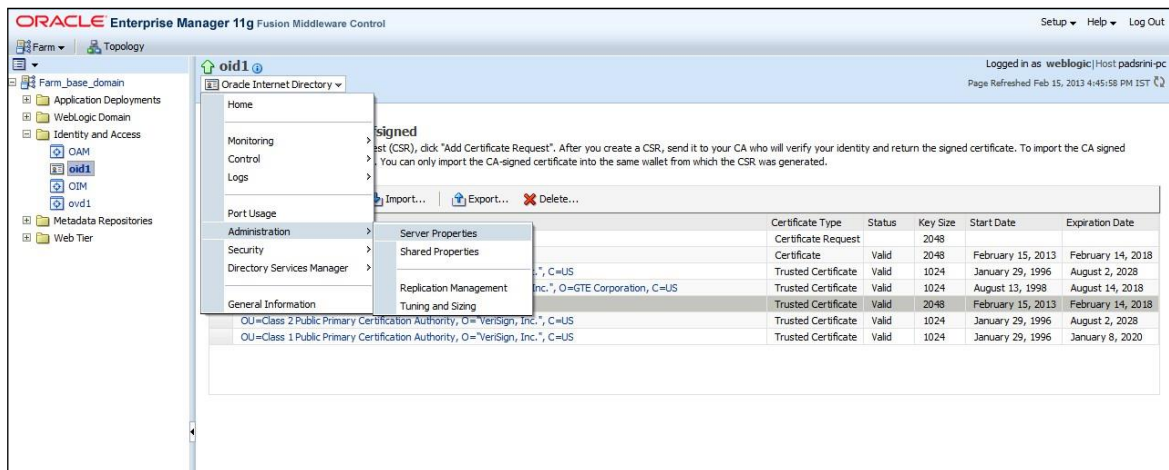 ORACLE Enterprise Manager 11g Fusion Middleware Control
Setup Help Log Out
Farm Topology
Farm_base_domain
Application Deployments
WebLogic Domain
Identity and Access
OAM
oid1
OIM
ovd1
Metadata Repositories
Web Tier
oid1
Logged in as weblogic|Host padsrini-pc
Oracle Internet Directory
Page Refreshed Feb 15, 2013 4:45:58 PM IST
Home
Monitoring
Control
Logs
Port Usage
Administration
Security
Directory Services Manager
General Information
Server Properties
Shared Properties
Replication Management
Tuning and Sizing
signed
(CSR), click "Add Certificate Request". After you create a CSR, send it to your CA who will verify your identity and return the signed certificate. To import the CA signed
You can only import the CA-signed certificate into the same wallet from which the CSR was generated.
Import... Export... Delete...
Certificate Type Status Key Size Start Date Expiration Date
Certificate Request 2048
Certificate Valid 2048 February 15, 2013 February 14, 2018
", C=US Trusted Certificate Valid 1024 January 29, 1996 August 2, 2028
Inc.", O=GTE Corporation, C=US Trusted Certificate Valid 1024 August 13, 1998 August 14, 2018
Trusted Certificate Valid 2048 February 15, 2013 February 14, 2018
OU=Class 2 Public Primary Certification Authority, O="VeriSign, Inc.", C=US Trusted Certificate Valid 1024 January 29, 1996 August 2, 2028
OU=Class 1 Public Primary Certification Authority, O="VeriSign, Inc.", C=US Trusted Certificate Valid 1024 January 29, 1996 January 8, 2020